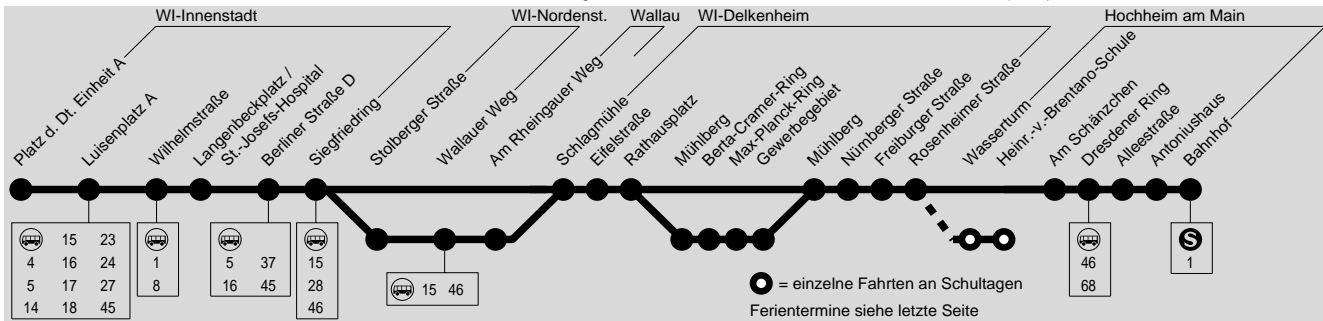 WI-Innenstadt
WI-Nordenst.
Wallau
WI-Delkenheim
Hochheim am Main
Platz d. Dt. Einheit A
Luisenplatz A
Wilhelmstraße
Langenbeckplatz /
St.-Josefs-Hospital
Berliner Straße D
Siegfriedring
Stolberger Straße
Wallauer Weg
Am Rheingauer Weg
Schlagmühle
Eifelstraße
Rathausplatz
Mühlberg
Berta-Cramer-Ring
Max-Planck-Ring
Gewerbegebiet
Mühlberg
Nürnberger Straße
Freiburger Straße
Rosenheimer Straße
Wasserturm
Heinr.-v.-Brentano-Schule
Am Schänzchen
Dresdener Ring
Alleestraße
Antoniushaus
Bahnhof
15 23
4 16 24
5 17 27
14 18 45
1
8
5 37
16 45
15
28
46
15 46
46
68
S
1
= einzelne Fahrten an Schultagen
Ferientermine siehe letzte Seite